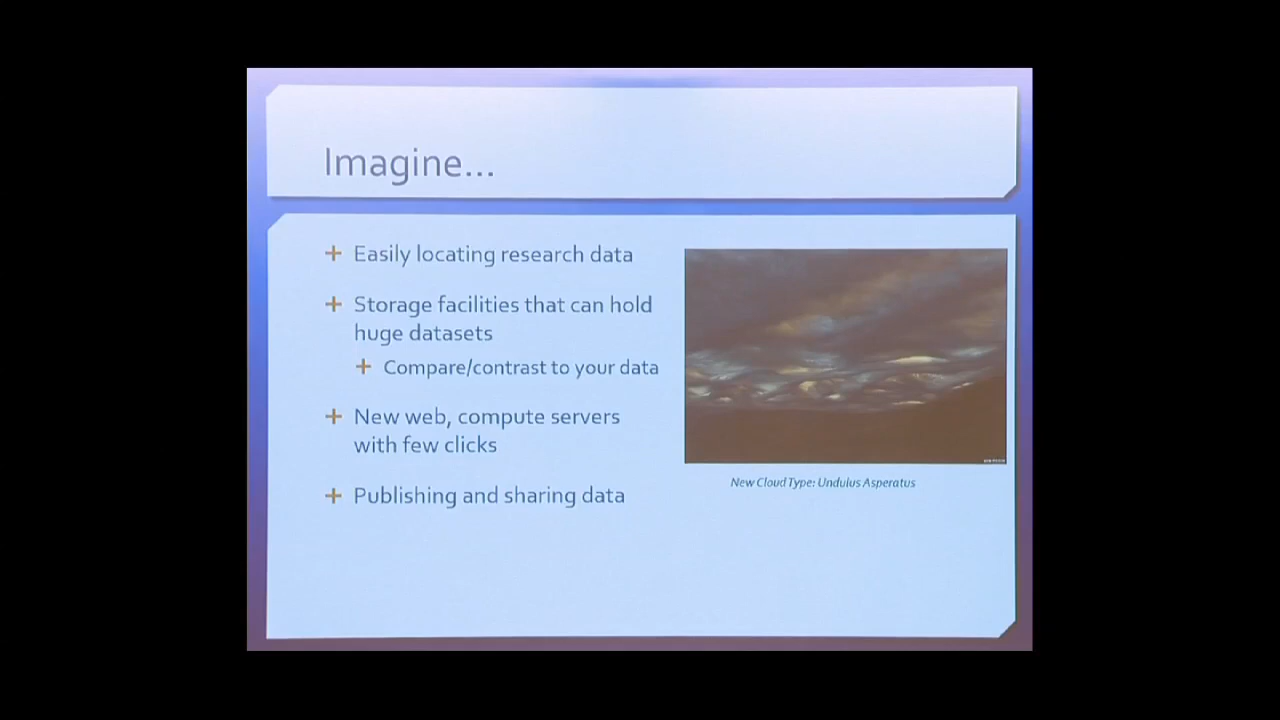 Imagine...
Easily locating research data
Storage facilities that can hold
huge datasets
Compare/contrast to your data
New web, compute servers
with few clicks
Publishing and sharing data
New Cloud Type: Undulus Asperatus